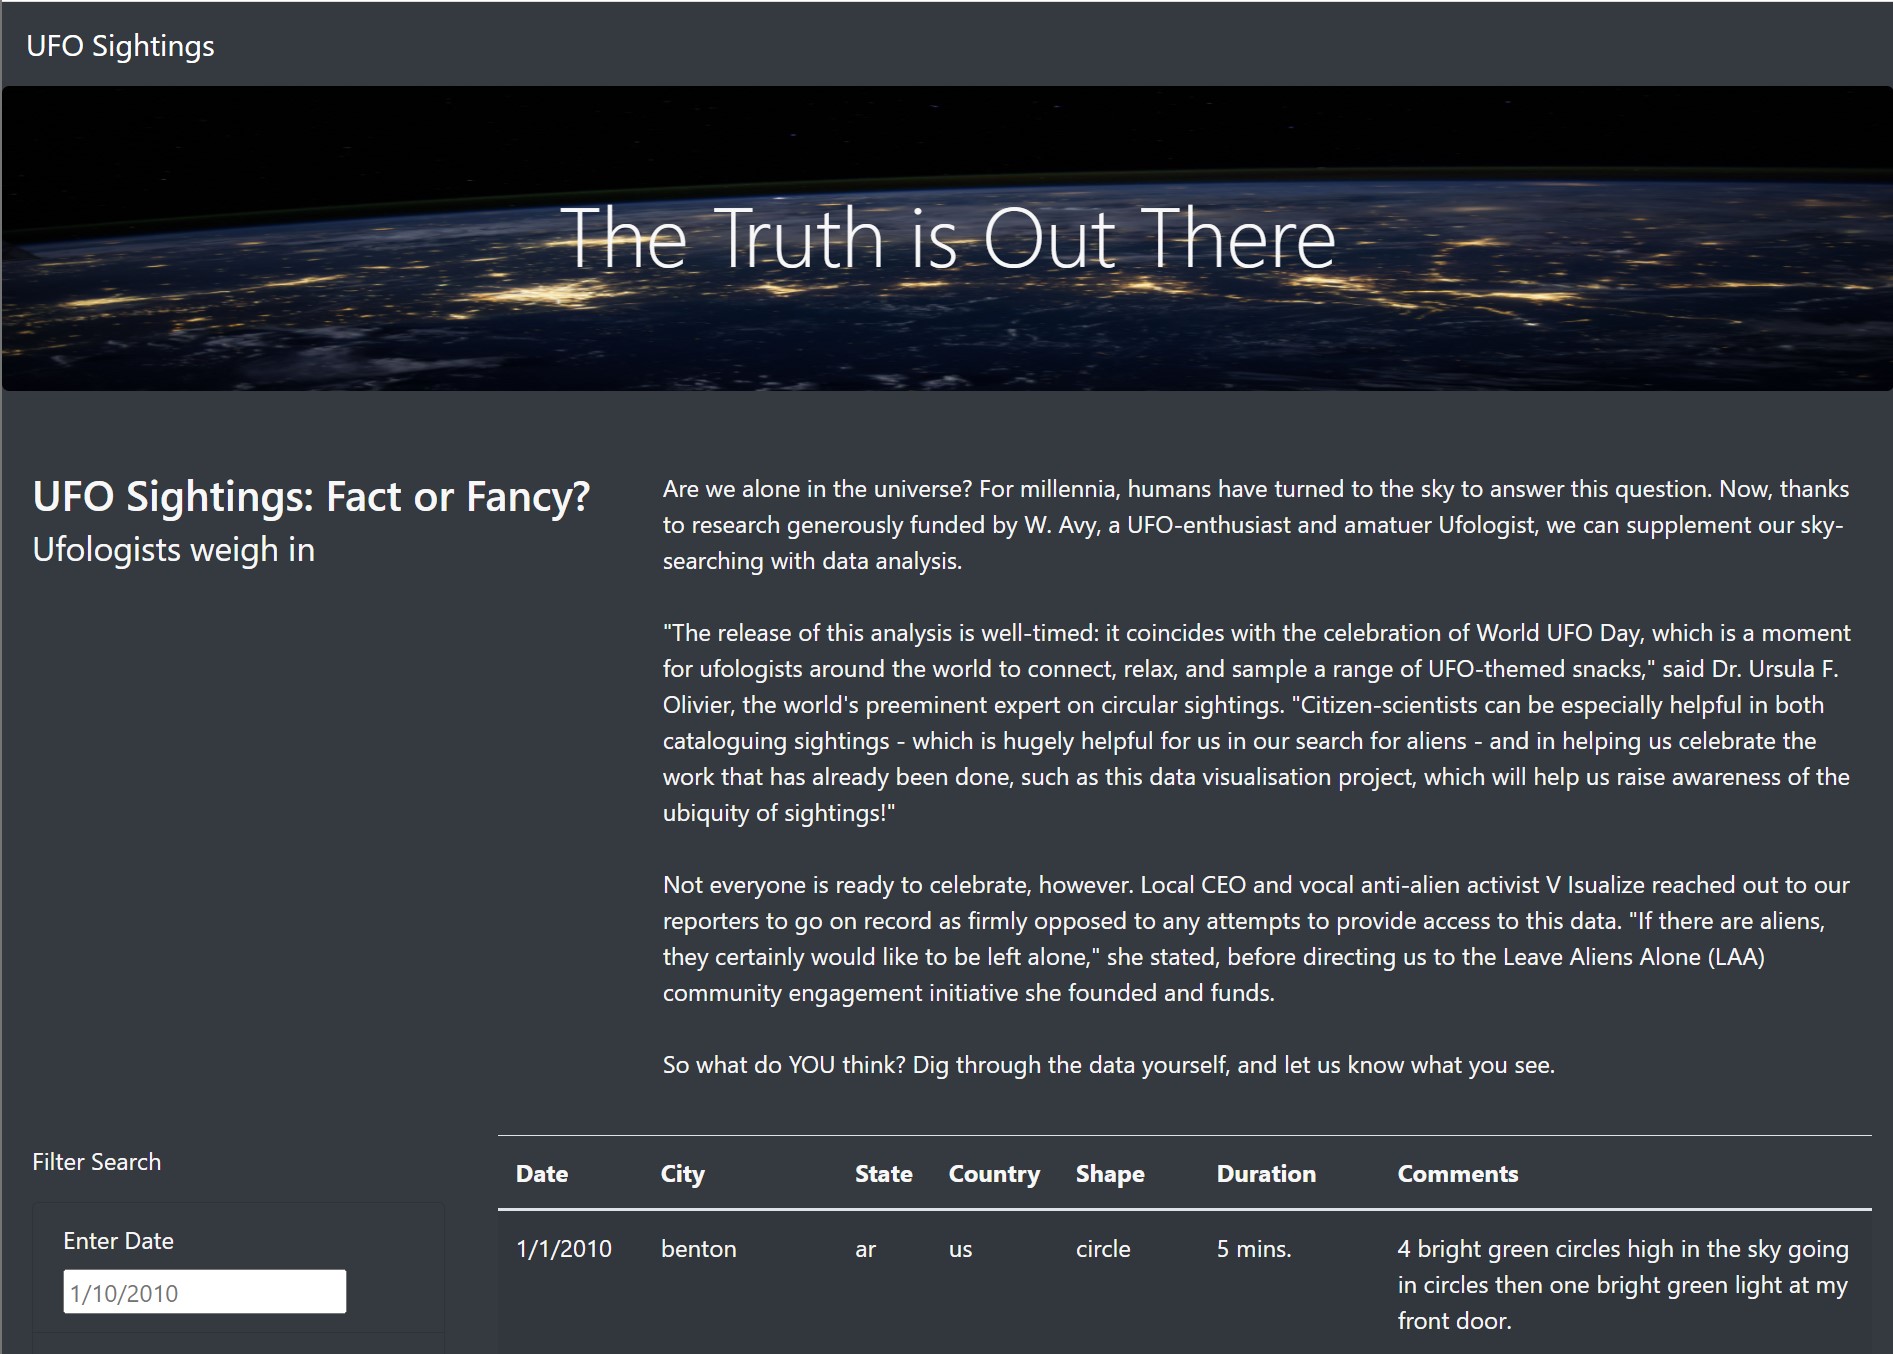 UFO Sightings
The Truth is Out There
UFO Sightings: Fact or Fancy?
Ufologists weigh in
Are we alone in the universe? For millennia, humans have turned to the sky to answer this question. Now, thanks
to research generously funded by W. Avy, a UFO-enthusiast and amatuer Ufologist, we can supplement our sky-
searching with data analysis.
"The release of this analysis is well-timed: it coincides with the celebration of World UFO Day, which is a moment
for ufologists around the world to connect, relax, and sample a range of UFO-themed snacks," said Dr. Ursula F.
Olivier, the world's preeminent expert on circular sightings. "Citizen-scientists can be especially helpful in both
cataloguing sightings - which is hugely helpful for us in our search for aliens - and in helping us celebrate the
work that has already been done, such as this data visualisation project, which will help us raise awareness of the
ubiquity of sightings!"
Not everyone is ready to celebrate, however. Local CEO and vocal anti-alien activist V Isualize reached out to our
reporters to go on record as firmly opposed to any attempts to provide access to this data. "If there are aliens,
they certainly would like to be left alone," she stated, before directing us to the Leave Aliens Alone (LAA)
community engagement initiative she founded and funds.
So what do YOU think? Dig through the data yourself, and let us know what you see.
Filter Search
Enter Date
1/10/2010
Date City State Country Shape Duration Comments
1/1/2010 benton ar us circle 5 mins. 4 bright green circles high in the sky going
in circles then one bright green light at my
front door.